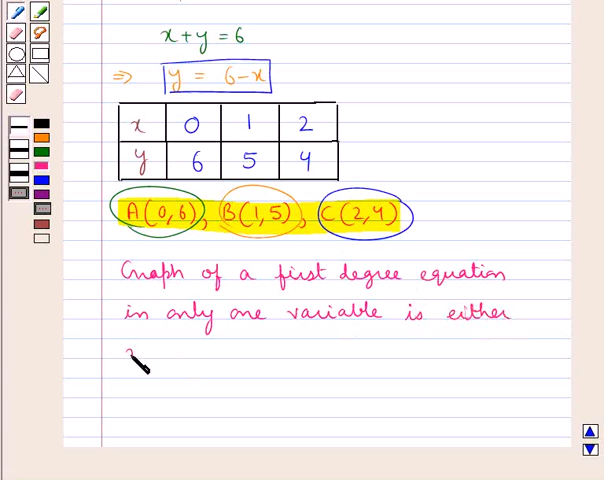 x + y = 6
⇒ y = 6 - x
x 0 1 2
y 6 5 4
A(0,6), B(1,5), C(2,4)
Graph of a first degree equation
in only one variable is either